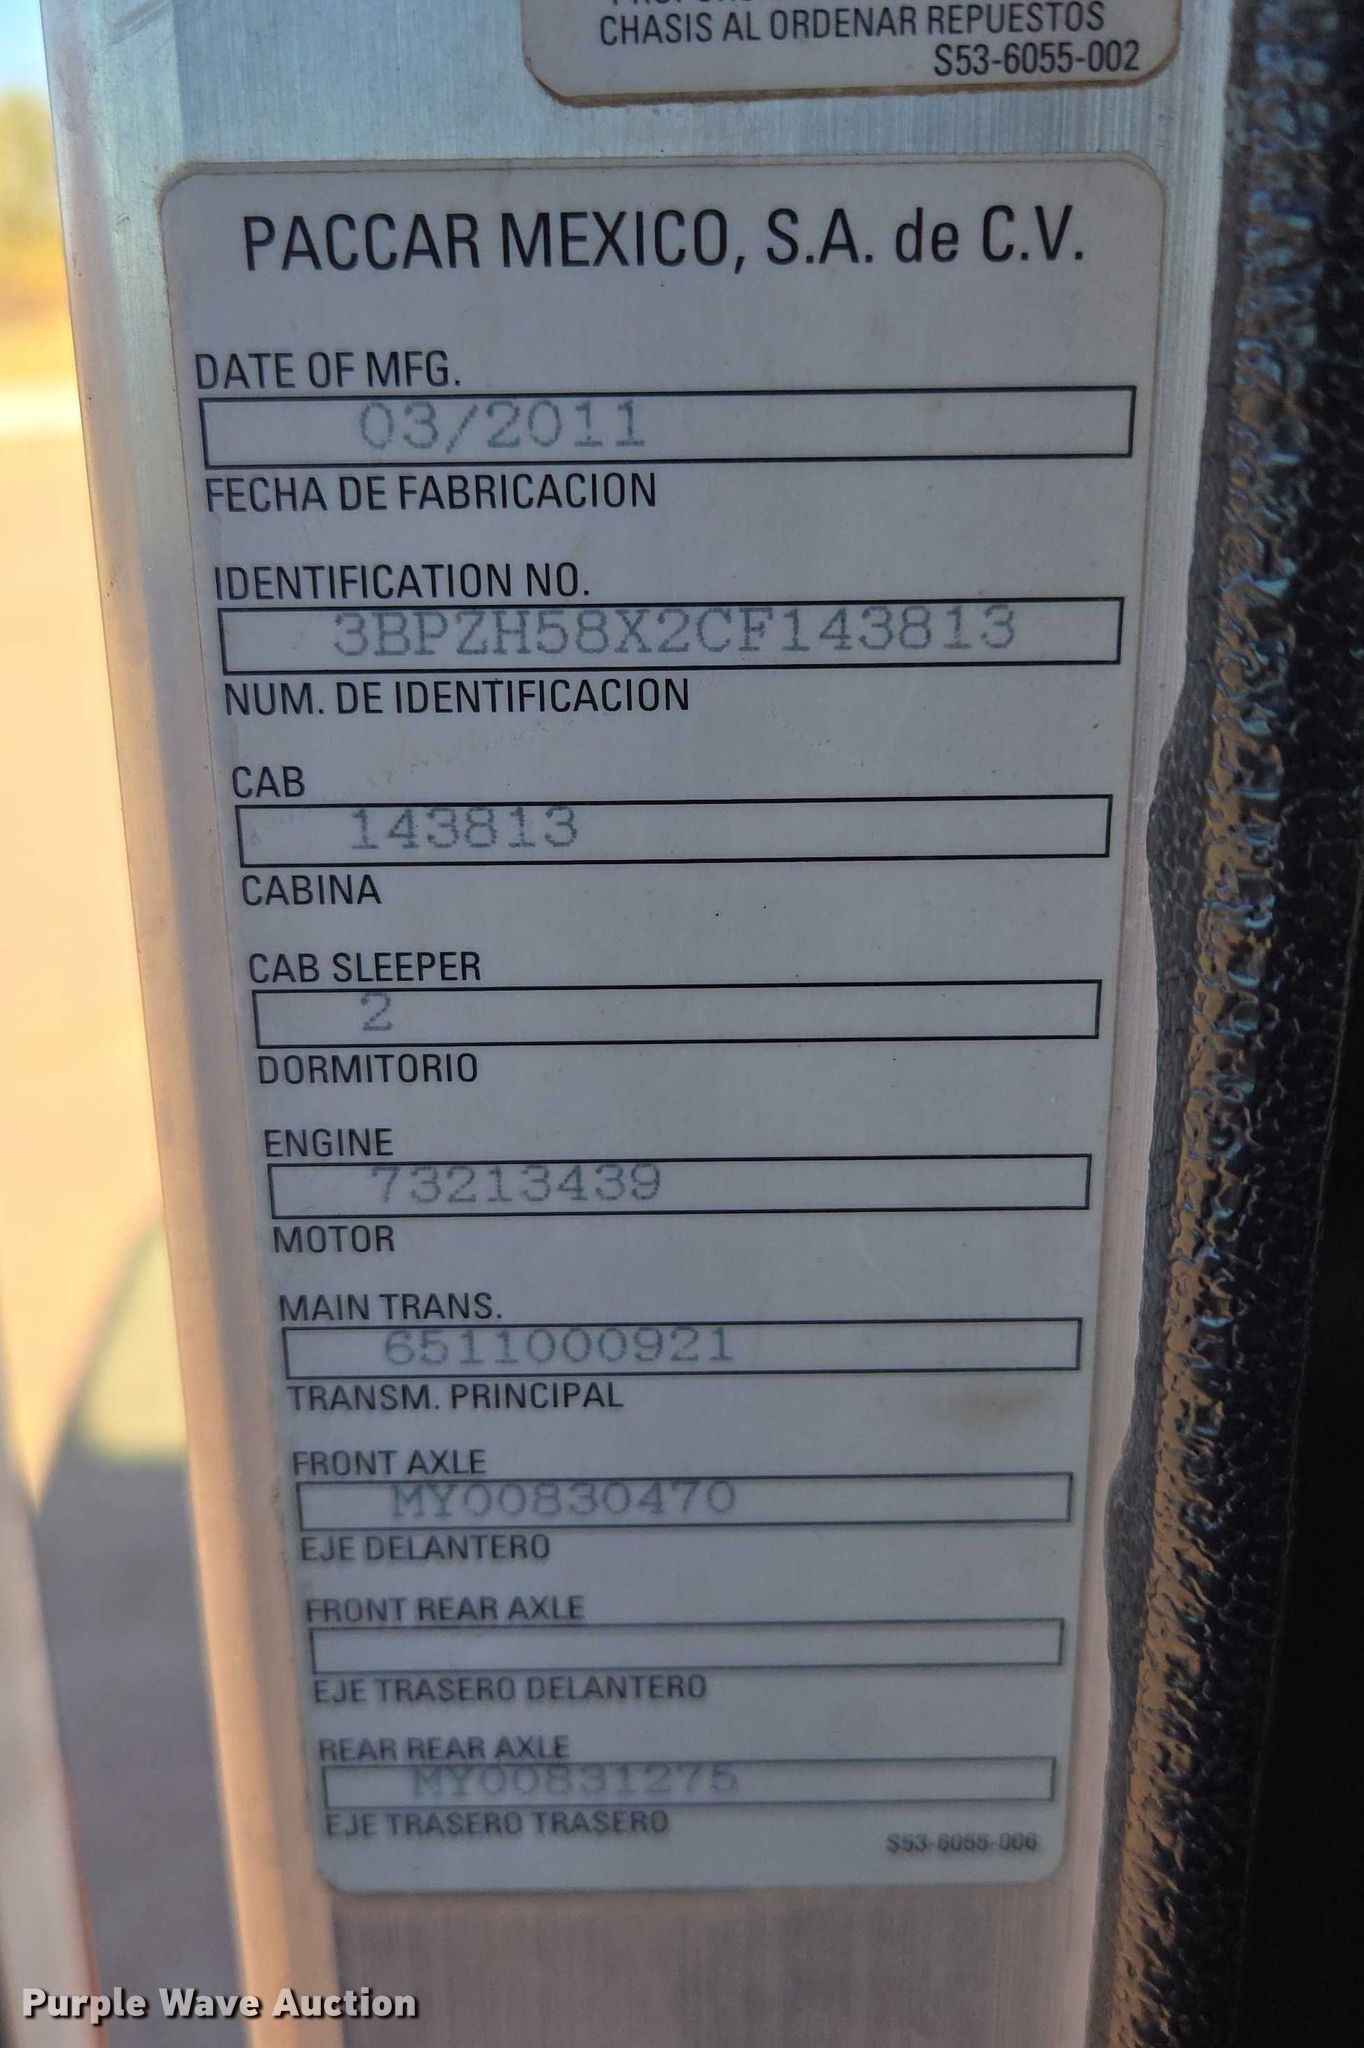 CHASIS AL ORDENAR REPUESTOS
S53-6055-002
PACCAR MEXICO, S.A. de C.V.
DATE OF MFG.
03/2011
FECHA DE FABRICACION
IDENTIFICATION NO.
3BPZH58X2CF143813
NUM. DE IDENTIFICACION
CAB
143813
CABINA
CAB SLEEPER
2
DORMITORIO
ENGINE
73213439
MOTOR
MAIN TRANS.
6511000921
TRANSM. PRINCIPAL
FRONT AXLE
MY00830470
EJE DELANTERO
FRONT REAR AXLE
EJE TRASERO DELANTERO
REAR REAR AXLE
MY00831275
EJE TRASERO TRASERO
S53-6055-006
Purple Wave Auction